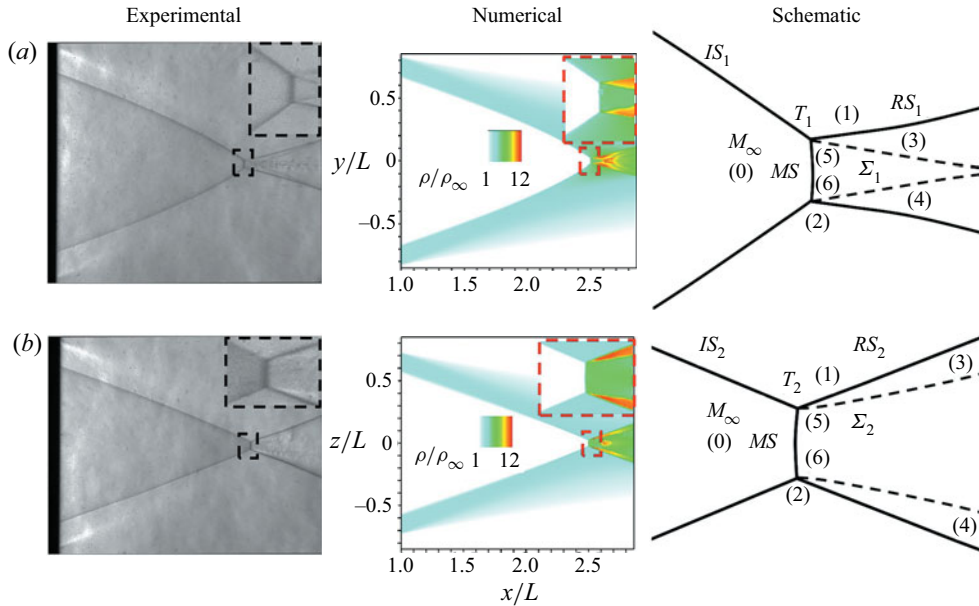 Experimental Numerical Schematic
(a)
0.5
y/L 0
−0.5
ρ/ρ∞ 1 12
1.0 1.5 2.0 2.5
IS1
T1 (1) RS1
M∞ (5) (3)
(0) MS Σ1
(6)
(2) (4)
(b)
0.5
z/L 0
−0.5
ρ/ρ∞ 1 12
1.0 1.5 2.0 2.5
x/L
IS2 RS2
T2 (1) (3)
M∞ (5) Σ2
(0) MS
(6)
(2) (4)